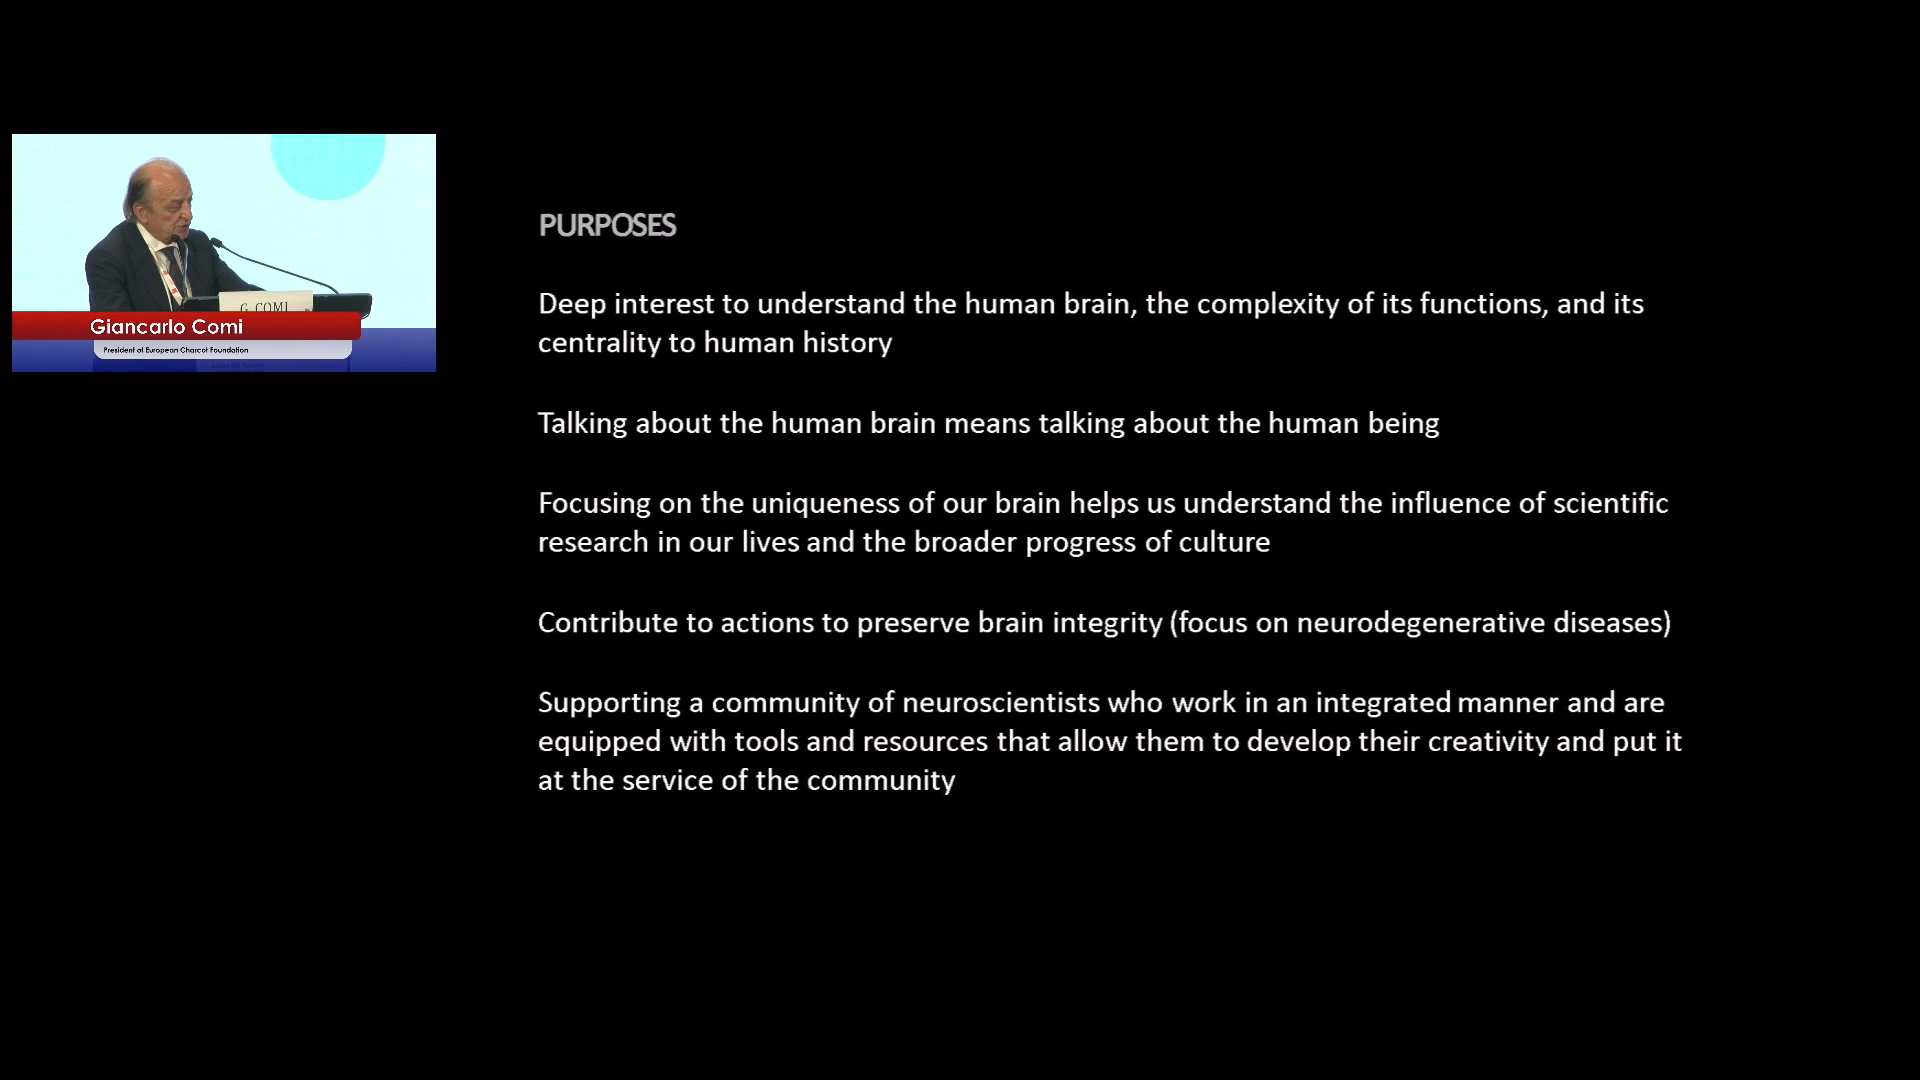 G. COMI
Giancarlo Comi
President of European Charcot Foundation
PURPOSES
Deep interest to understand the human brain, the complexity of its functions, and its
centrality to human history
Talking about the human brain means talking about the human being
Focusing on the uniqueness of our brain helps us understand the influence of scientific
research in our lives and the broader progress of culture
Contribute to actions to preserve brain integrity (focus on neurodegenerative diseases)
Supporting a community of neuroscientists who work in an integrated manner and are
equipped with tools and resources that allow them to develop their creativity and put it
at the service of the community